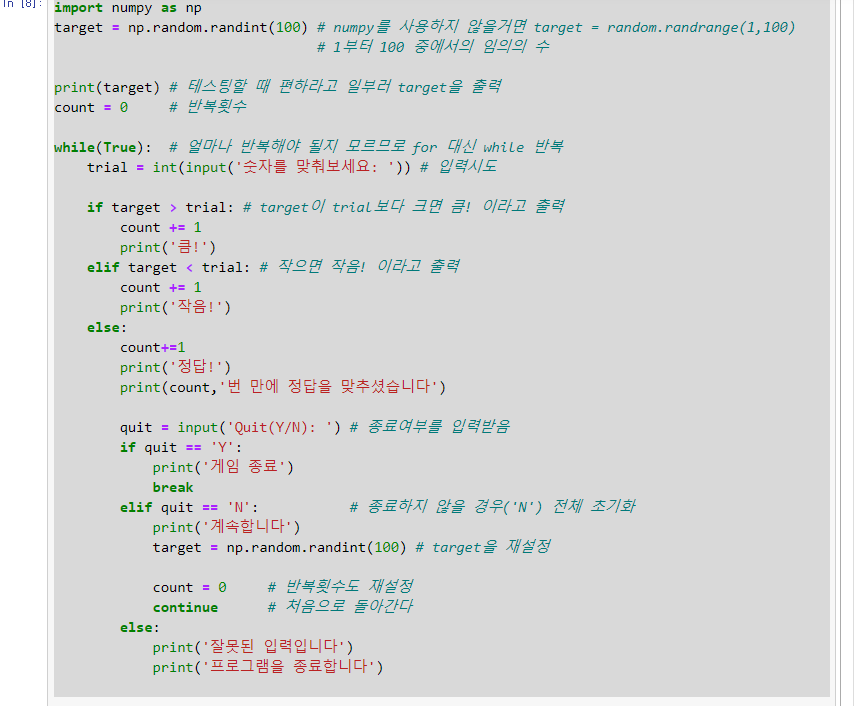 In [8]:
import numpy as np
target = np.random.randint(100) # numpy를 사용하지 않을거면 target = random.randrange(1,100)
# 1부터 100 중에서의 임의의 수
print(target) # 테스팅할 때 편하라고 일부러 target을 출력
count = 0     # 반복횟수
while(True):  # 얼마나 반복해야 될지 모르므로 for 대신 while 반복
    trial = int(input('숫자를 맞춰보세요: ')) # 입력시도
    if target > trial: # target이 trial보다 크면 큼! 이라고 출력
        count += 1
        print('큼!')
    elif target < trial: # 작으면 작음! 이라고 출력
        count += 1
        print('작음!')
    else:
        count+=1
        print('정답!')
        print(count,'번 만에 정답을 맞추셨습니다')
        quit = input('Quit(Y/N): ') # 종료여부를 입력받음
        if quit == 'Y':
            print('게임 종료')
            break
        elif quit == 'N':           # 종료하지 않을 경우('N') 전체 초기화
            print('계속합니다')
            target = np.random.randint(100) # target을 재설정
            count = 0     # 반복횟수도 재설정
            continue      # 처음으로 돌아간다
        else:
            print('잘못된 입력입니다')
            print('프로그램을 종료합니다')